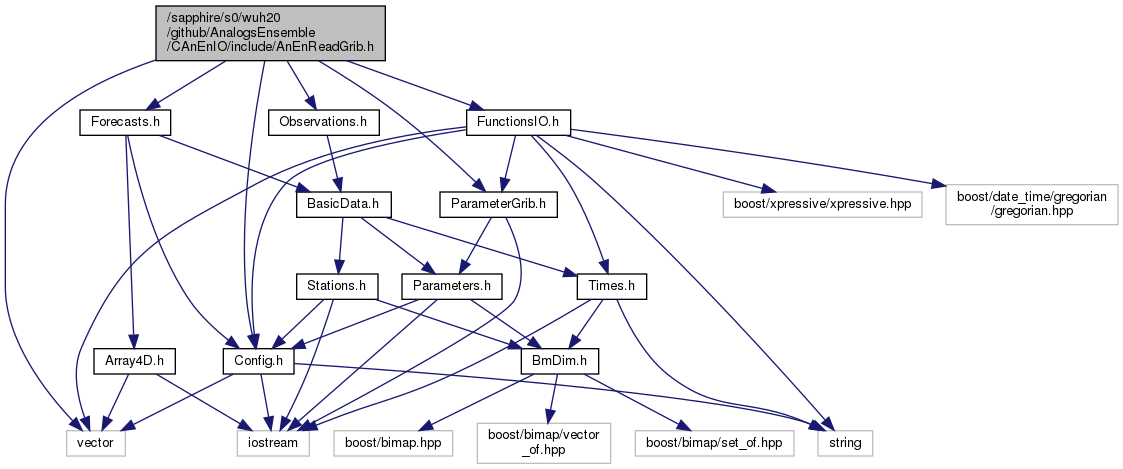 /sapphire/s0/wuh20
/github/AnalogsEnsemble
/CAnEnIO/include/AnEnReadGrib.h
Forecasts.h
Observations.h
FunctionsIO.h
BasicData.h
ParameterGrib.h
boost/xpressive/xpressive.hpp
boost/date_time/gregorian
/gregorian.hpp
Stations.h
Parameters.h
Times.h
Array4D.h
Config.h
BmDim.h
vector
iostream
boost/bimap.hpp
boost/bimap/vector
_of.hpp
boost/bimap/set_of.hpp
string